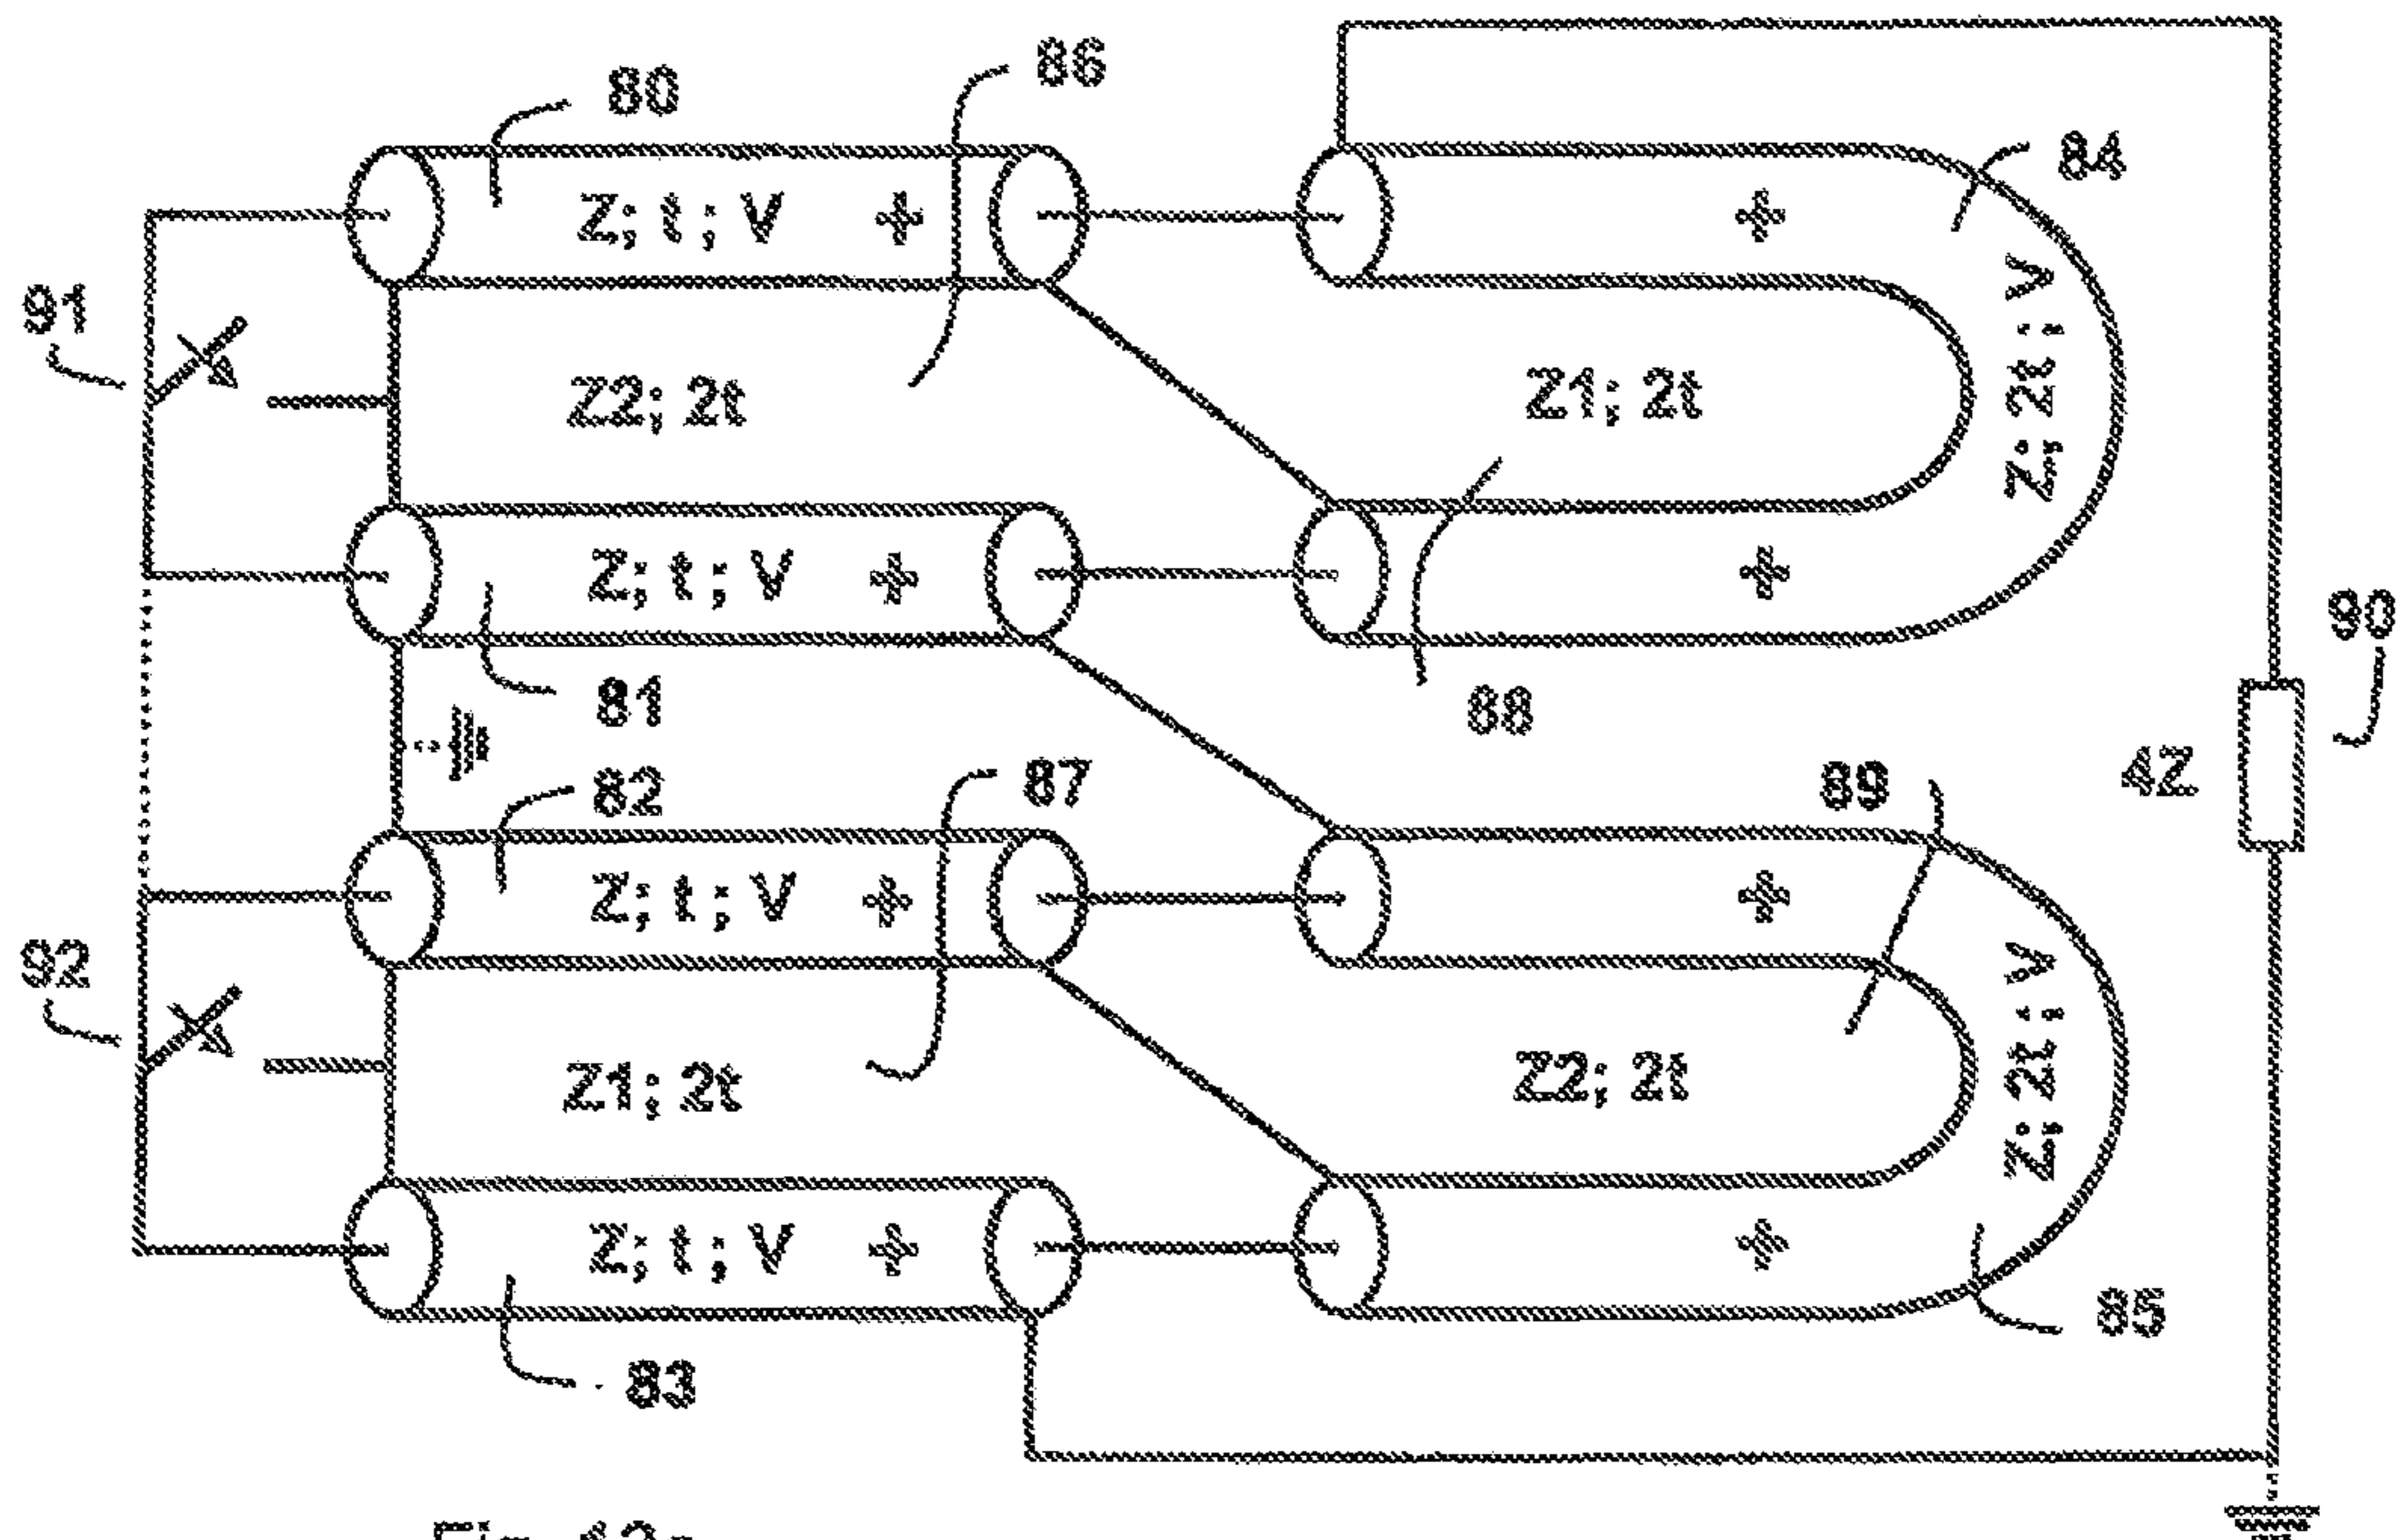 86
80
84
Z; t; V +
+
91
Z2; 2t
Z1; 2t
Z; 2t; V
90
Z; t; V +
+
81
88
82
87
89
4Z
Z; t; V +
+
92
Z1; 2t
Z2; 2t
Z; 2t; V
Z; t; V +
+
85
83